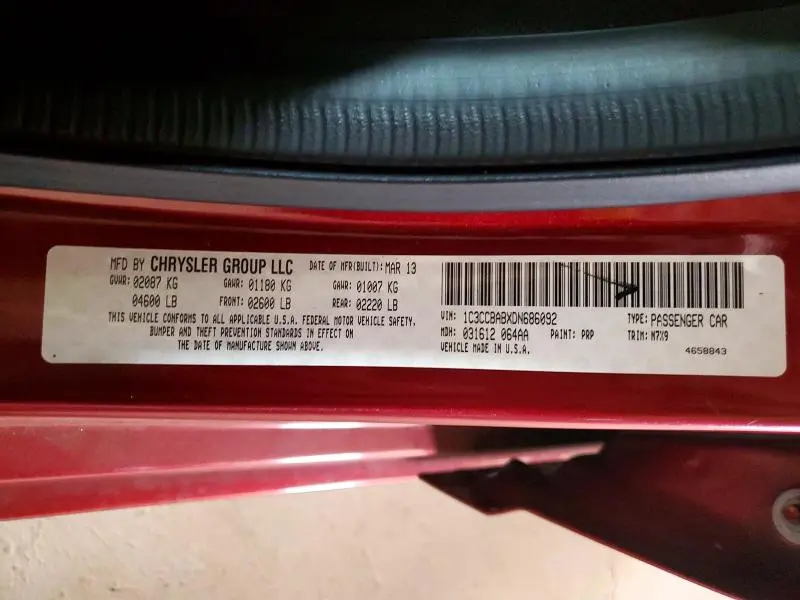 MFD BY CHRYSLER GROUP LLC DATE OF MFR(BUILT): MAR 13
GVWR: 02087 KG GAWR: 01180 KG GAWR: 01007 KG
04600 LB FRONT: 02600 LB REAR: 02220 LB
THIS VEHICLE CONFORMS TO ALL APPLICABLE U.S.A. FEDERAL MOTOR VEHICLE SAFETY,
BUMPER AND THEFT PREVENTION STANDARDS IN EFFECT ON
THE DATE OF MANUFACTURE SHOWN ABOVE.
VIN: 1C3CCBABXDN686092 TYPE: PASSENGER CAR
MDH: 031612 064AA PAINT: PRP TRIM: M7X9
VEHICLE MADE IN U.S.A. 4658843